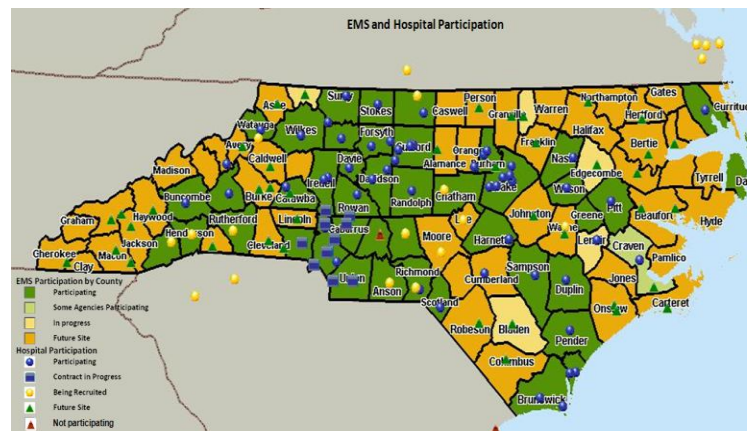 EMS and Hospital Participation
Ashe
Surry
Stokes
Caswell
Person
Granville
Warren
Northampton
Gates
Hertford
Currituck
Watauga
Wilkes
Forsyth
Guilford
Halifax
Bertie
Avery
Caldwell
Davie
Alamance
Orange
Durham
Franklin
Nash
Edgecombe
Tyrrell
Madison
Burke
Iredell
Davidson
Wake
Wilson
Buncombe
Catawba
Rowan
Randolph
Chatham
Pitt
Beaufort
Hyde
Graham
Haywood
Rutherford
Lincoln
Johnston
Greene
Henderson
Cabarrus
Moore
Lee
Wayne
Craven
Cherokee
Jackson
Macon
Cleveland
Harnett
Lenoir
Pamlico
Clay
Union
Anson
Richmond
Cumberland
Sampson
Duplin
Jones
Scotland
Onslow
Carteret
Robeson
Bladen
Pender
Columbus
Brunswick
EMS Participation by County
Participating
Some Agencies Participating
In progress
Future Site
Hospital Participation
Participating
Contract in Progress
Being Recruited
Future Site
Not participating